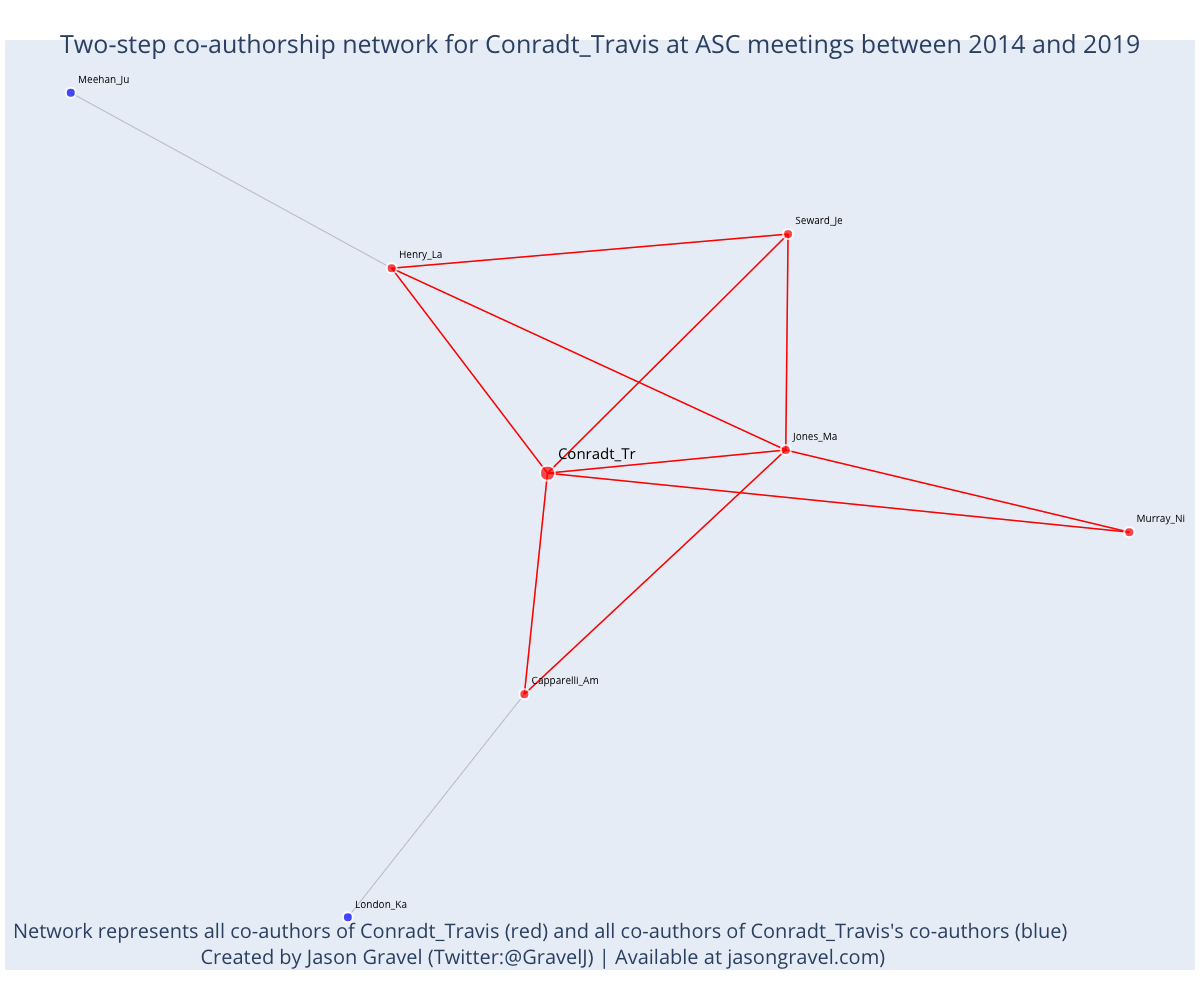 Two-step co-authorship network for Conradt_Travis at ASC meetings between 2014 and 2019
Meehan_Ju
Seward_Je
Henry_La
Jones_Ma
Conradt_Tr
Murray_Ni
Capparelli_Am
London_Ka
Network represents all co-authors of Conradt_Travis (red) and all co-authors of Conradt_Travis's co-authors (blue)
Created by Jason Gravel (Twitter:@GravelJ) | Available at jasongravel.com)